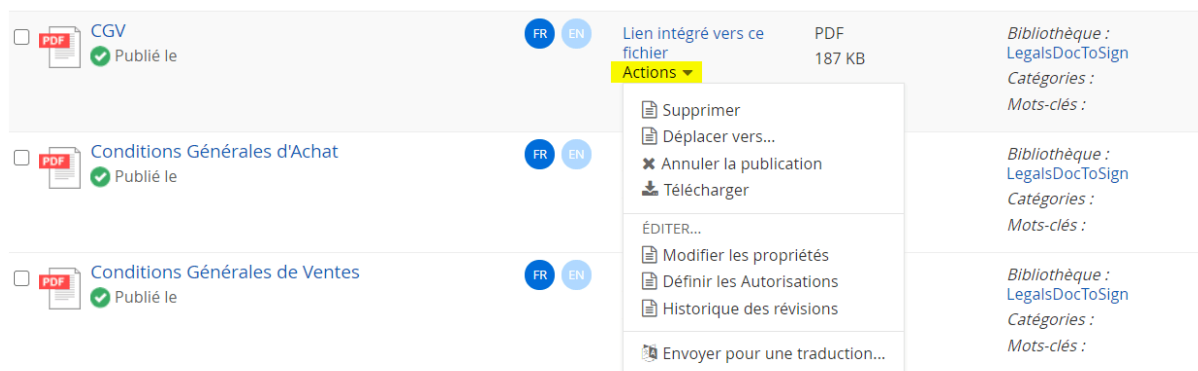 CGV
PDF
Publié le
FR EN
Lien intégré vers ce
fichier
Actions
PDF
187 KB
Bibliothèque :
LegalsDocToSign
Catégories :
Mots-clés :
Supprimer
Déplacer vers...
Annuler la publication
Télécharger
ÉDITER...
Modifier les propriétés
Définir les Autorisations
Historique des révisions
Envoyer pour une traduction...
Conditions Générales d'Achat
PDF
Publié le
FR EN
Bibliothèque :
LegalsDocToSign
Catégories :
Mots-clés :
Conditions Générales de Ventes
PDF
Publié le
FR EN
Bibliothèque :
LegalsDocToSign
Catégories :
Mots-clés :